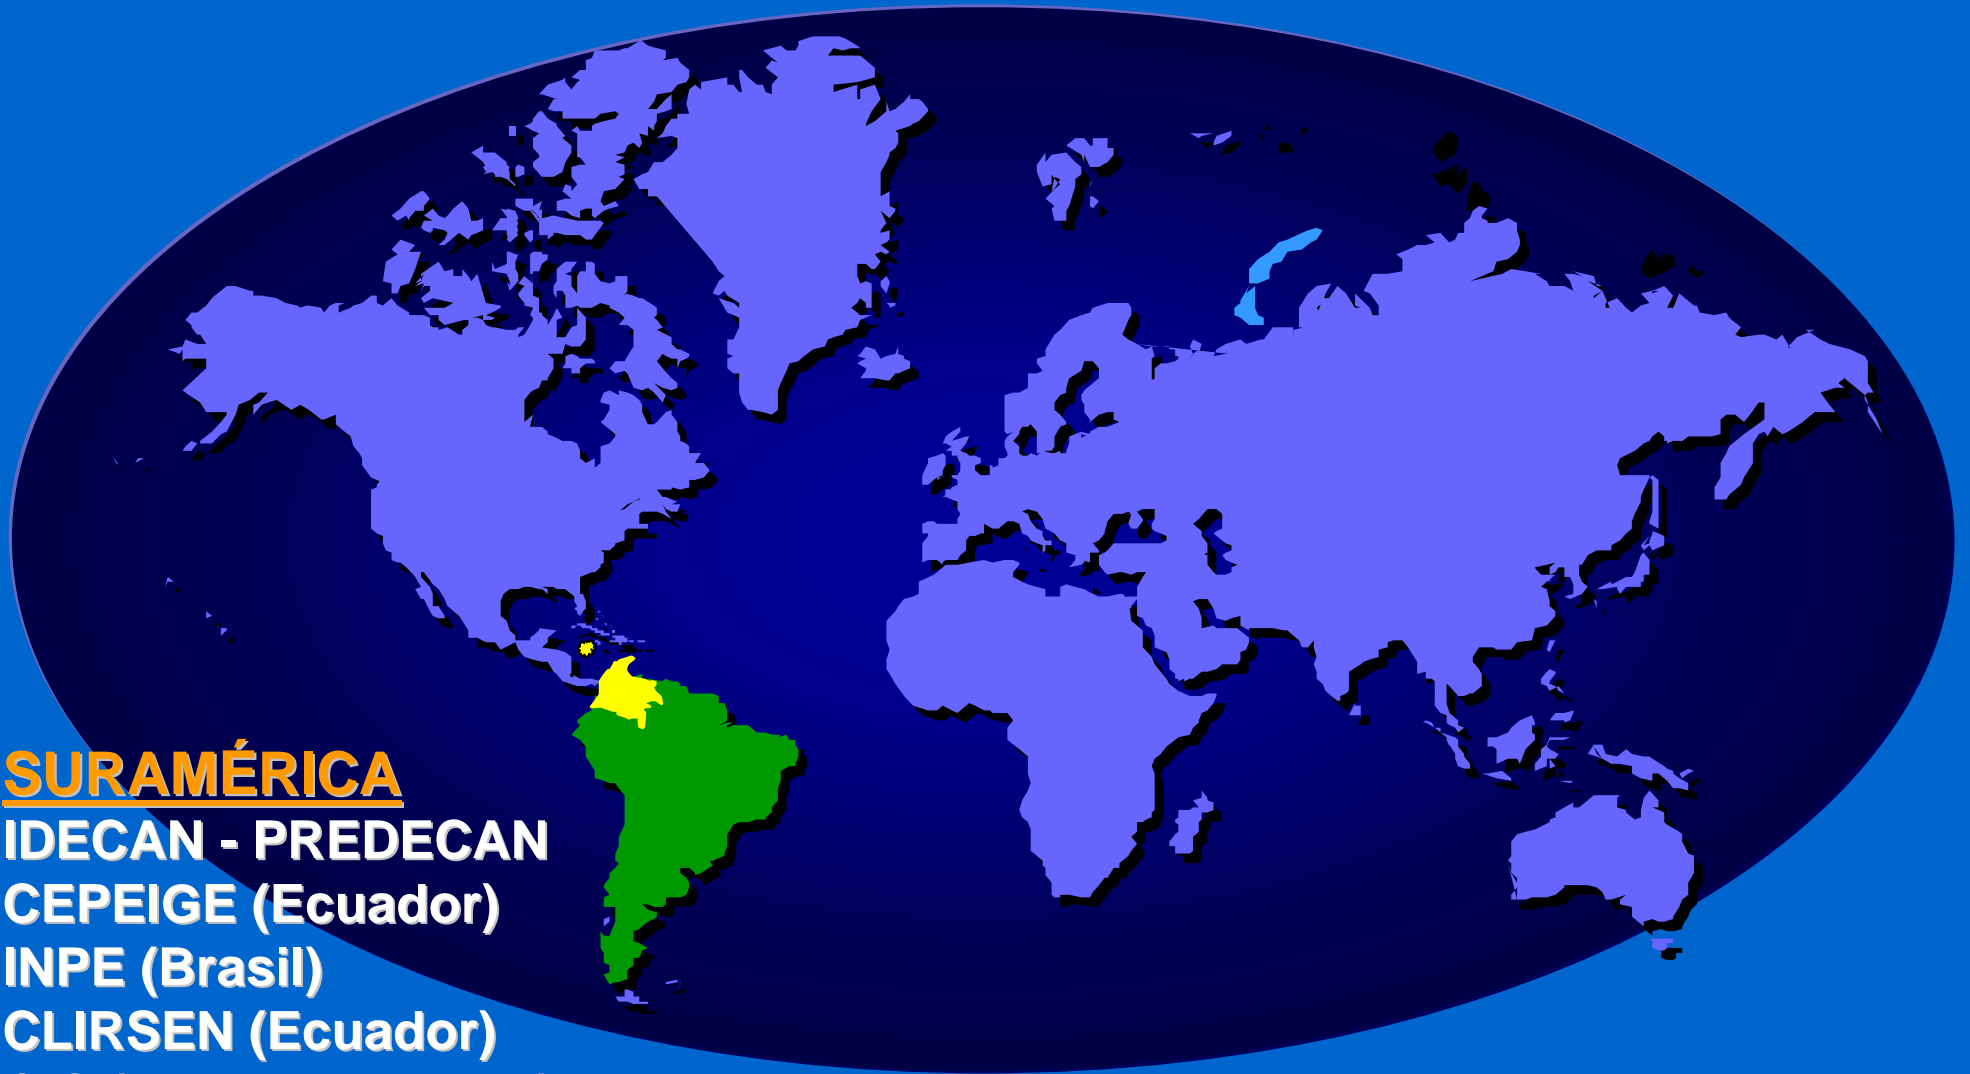 SURAMÉRICA
IDECAN - PREDECAN
CEPEIGE (Ecuador)
INPE (Brasil)
CLIRSEN (Ecuador)